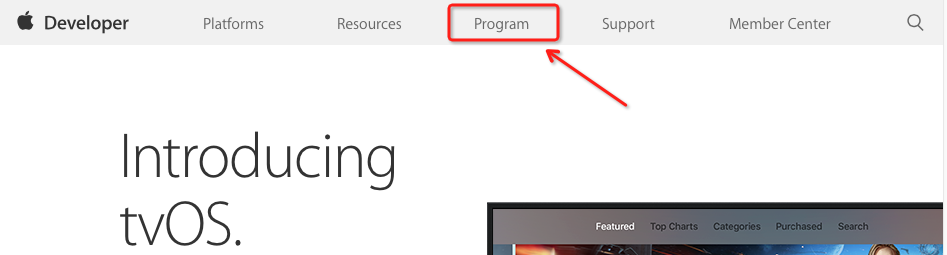 Developer Platforms Resources Program Support Member Center
Introducing
tvOS.
Featured Top Charts Categories Purchased Search